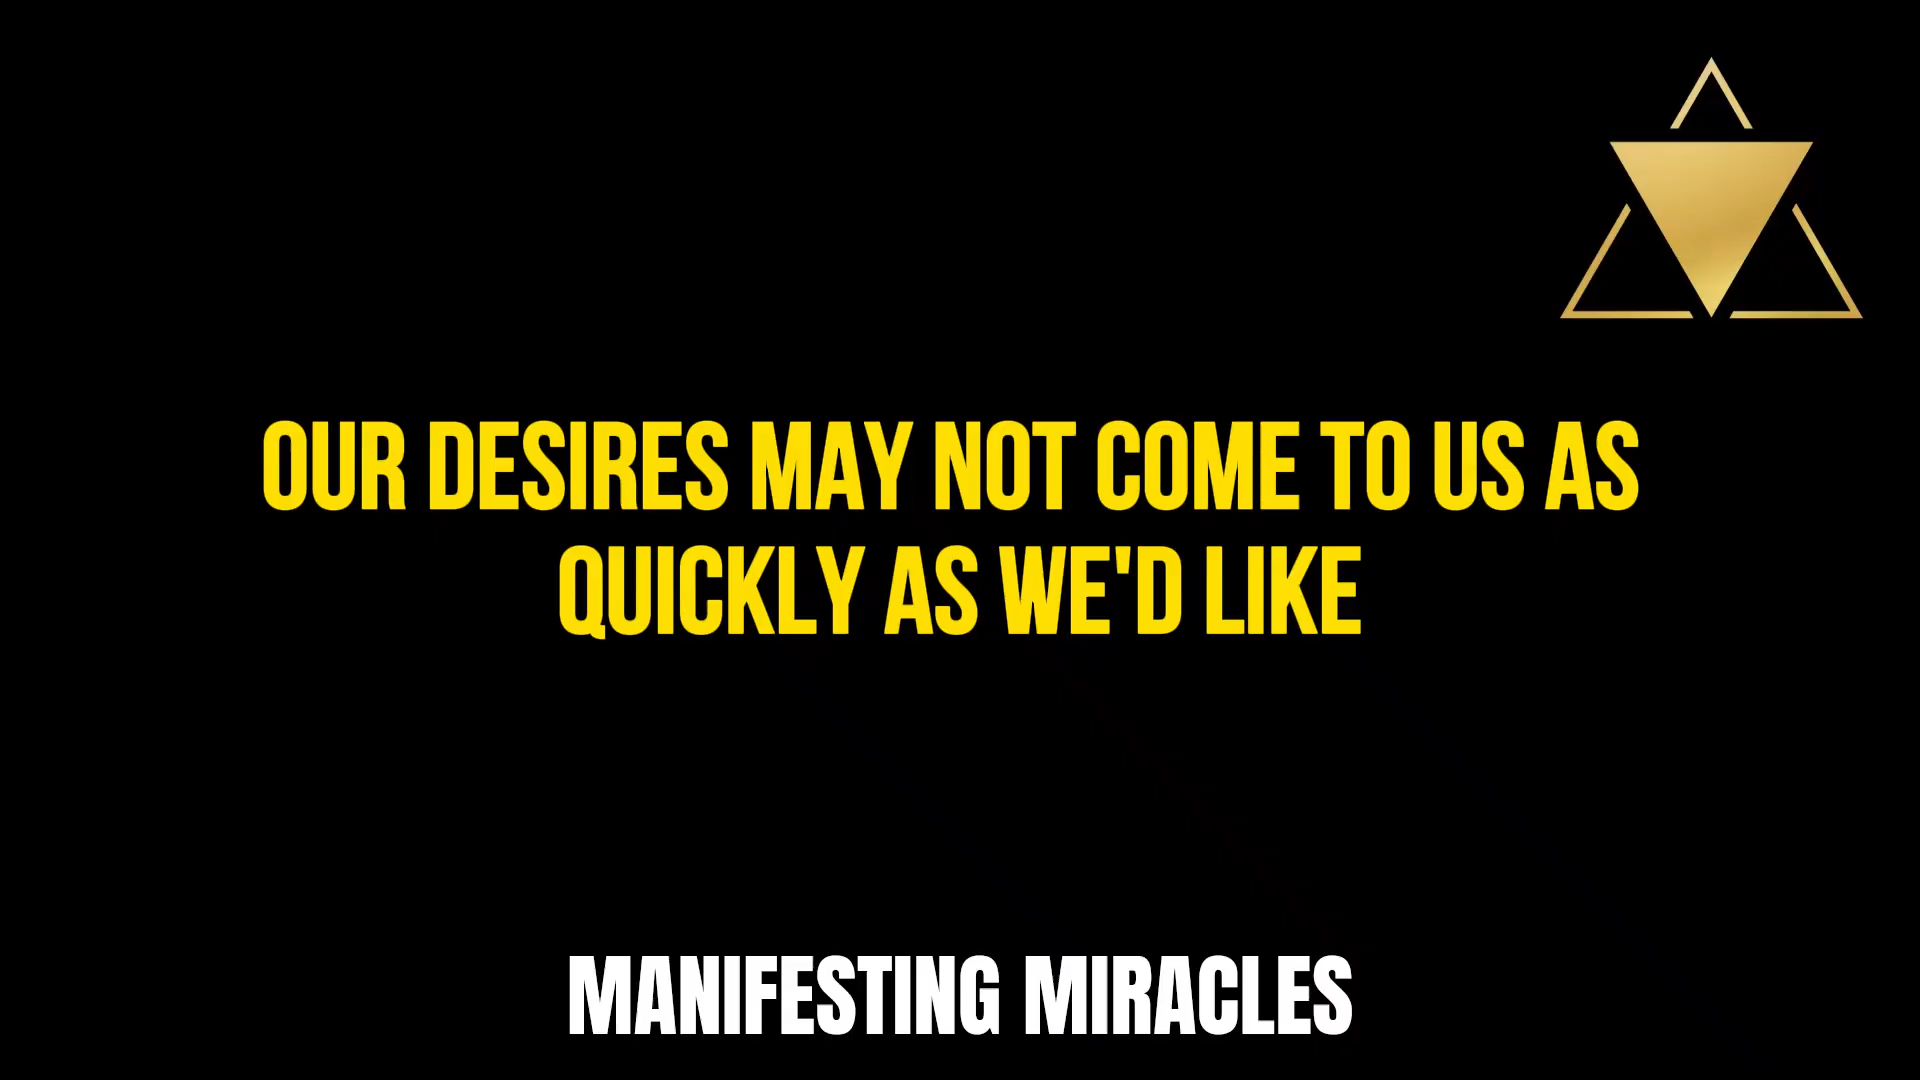 OUR DESIRES MAY NOT COME TO US AS
QUICKLY AS WE'D LIKE
MANIFESTING MIRACLES